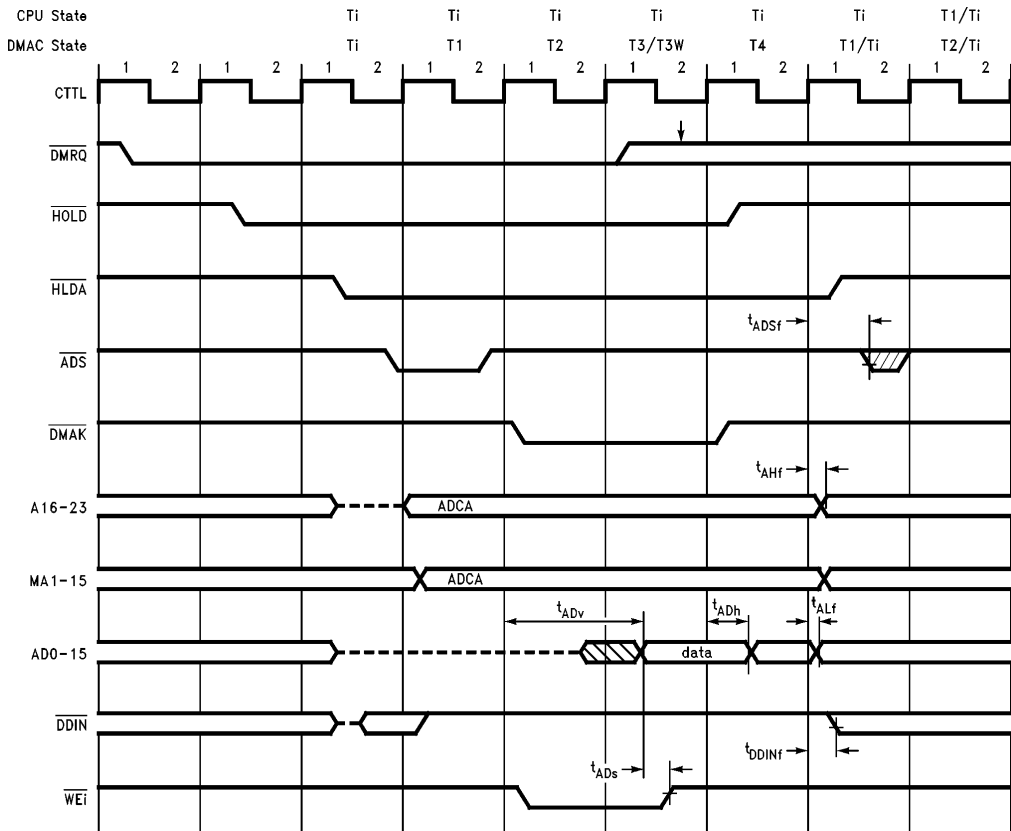 CPU State Ti Ti Ti Ti Ti Ti T1/Ti
DMAC State Ti T1 T2 T3/T3W T4 T1/Ti T2/Ti
1 2 1 2 1 2 1 2 1 2 1 2 1 2 1 2 1 2
CTTL
DMRQ
HOLD
HLDA
tADSf
ADS
DMAK
tAHf
A16-23 ADCA
MA1-15 ADCA
tADv tADh tALf
AD0-15 data
DDIN
tDDINf
tADs
WEi